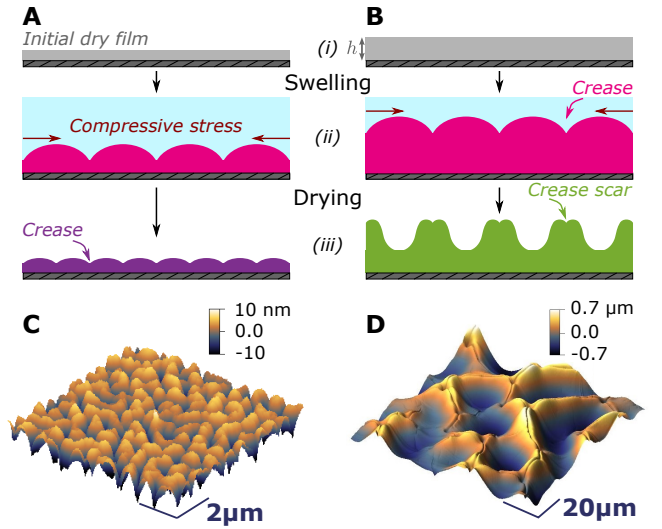 A
B
Initial dry film
(i)
h
Swelling
Crease
Compressive stress
(ii)
Drying
Crease scar
Crease
(iii)
C
10 nm
0.0
-10
D
0.7 µm
0.0
-0.7
2µm
20µm